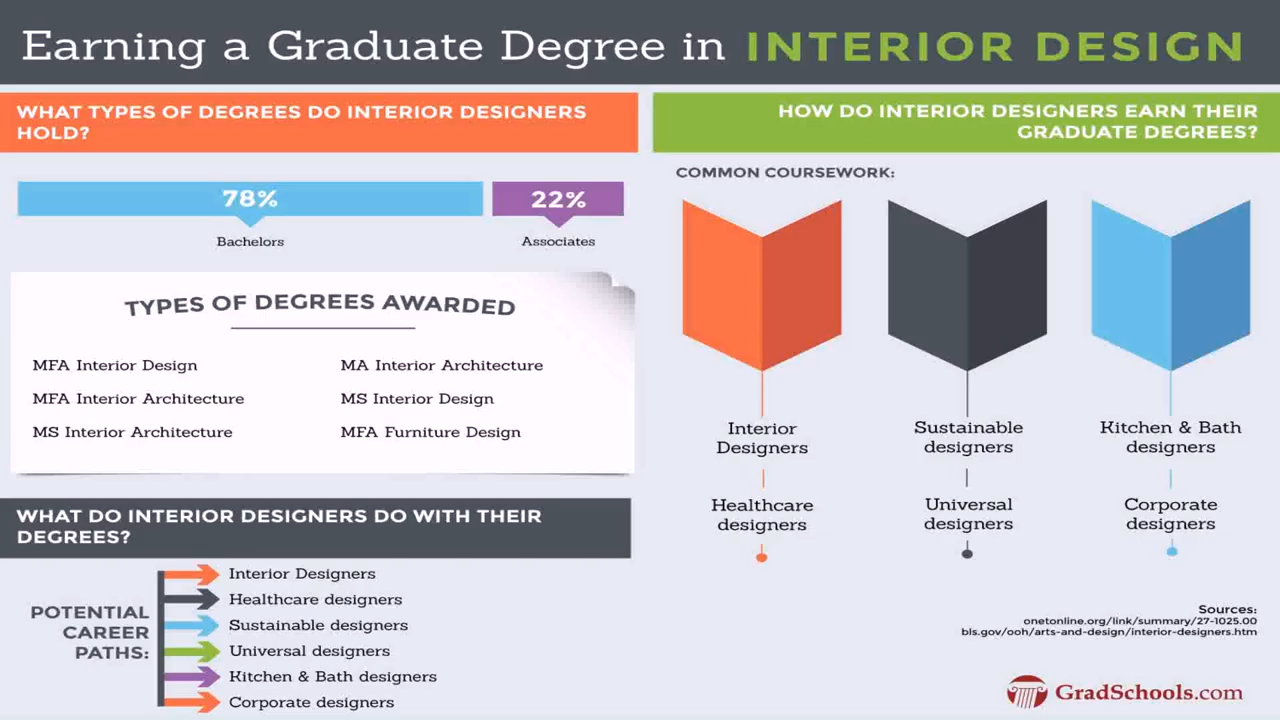 Earning a Graduate Degree in INTERIOR DESIGN
WHAT TYPES OF DEGREES DO INTERIOR DESIGNERS
HOLD?
78%
22%
Bachelors
Associates
TYPES OF DEGREES AWARDED
MFA Interior Design
MA Interior Architecture
MFA Interior Architecture
MS Interior Design
MS Interior Architecture
MFA Furniture Design
WHAT DO INTERIOR DESIGNERS DO WITH THEIR
DEGREES?
POTENTIAL
CAREER
PATHS:
Interior Designers
Healthcare designers
Sustainable designers
Universal designers
Kitchen & Bath designers
Corporate designers
HOW DO INTERIOR DESIGNERS EARN THEIR
GRADUATE DEGREES?
COMMON COURSEWORK:
Interior
Designers
Sustainable
designers
Kitchen & Bath
designers
Healthcare
designers
Universal
designers
Corporate
designers
Sources:
onetonline.org/link/summary/27-1025.00
bls.gov/ooh/arts-and-design/interior-designers.htm
GradSchools.com